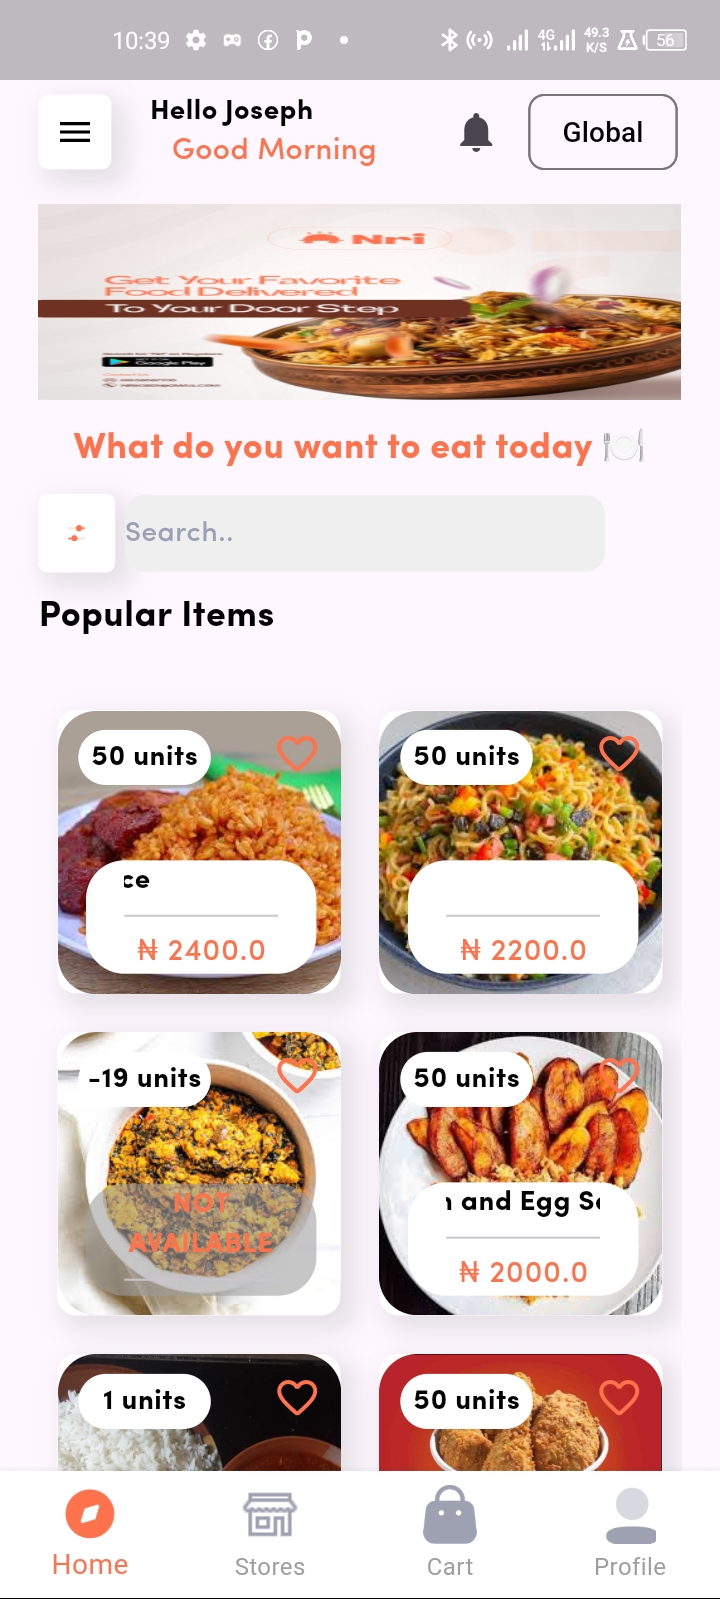 10:39
4G
49.3
K/S
56
Hello Joseph
Good Morning
Global
Nri
Get Your Favorite
Food Delivered
To Your Door Step
Google Play
What do you want to eat today 🍽️
Search..
Popular Items
50 units
50 units
ce
₦ 2400.0
₦ 2200.0
-19 units
50 units
NOT
AVAILABLE
and Egg
₦ 2000.0
1 units
50 units
Home
Stores
Cart
Profile